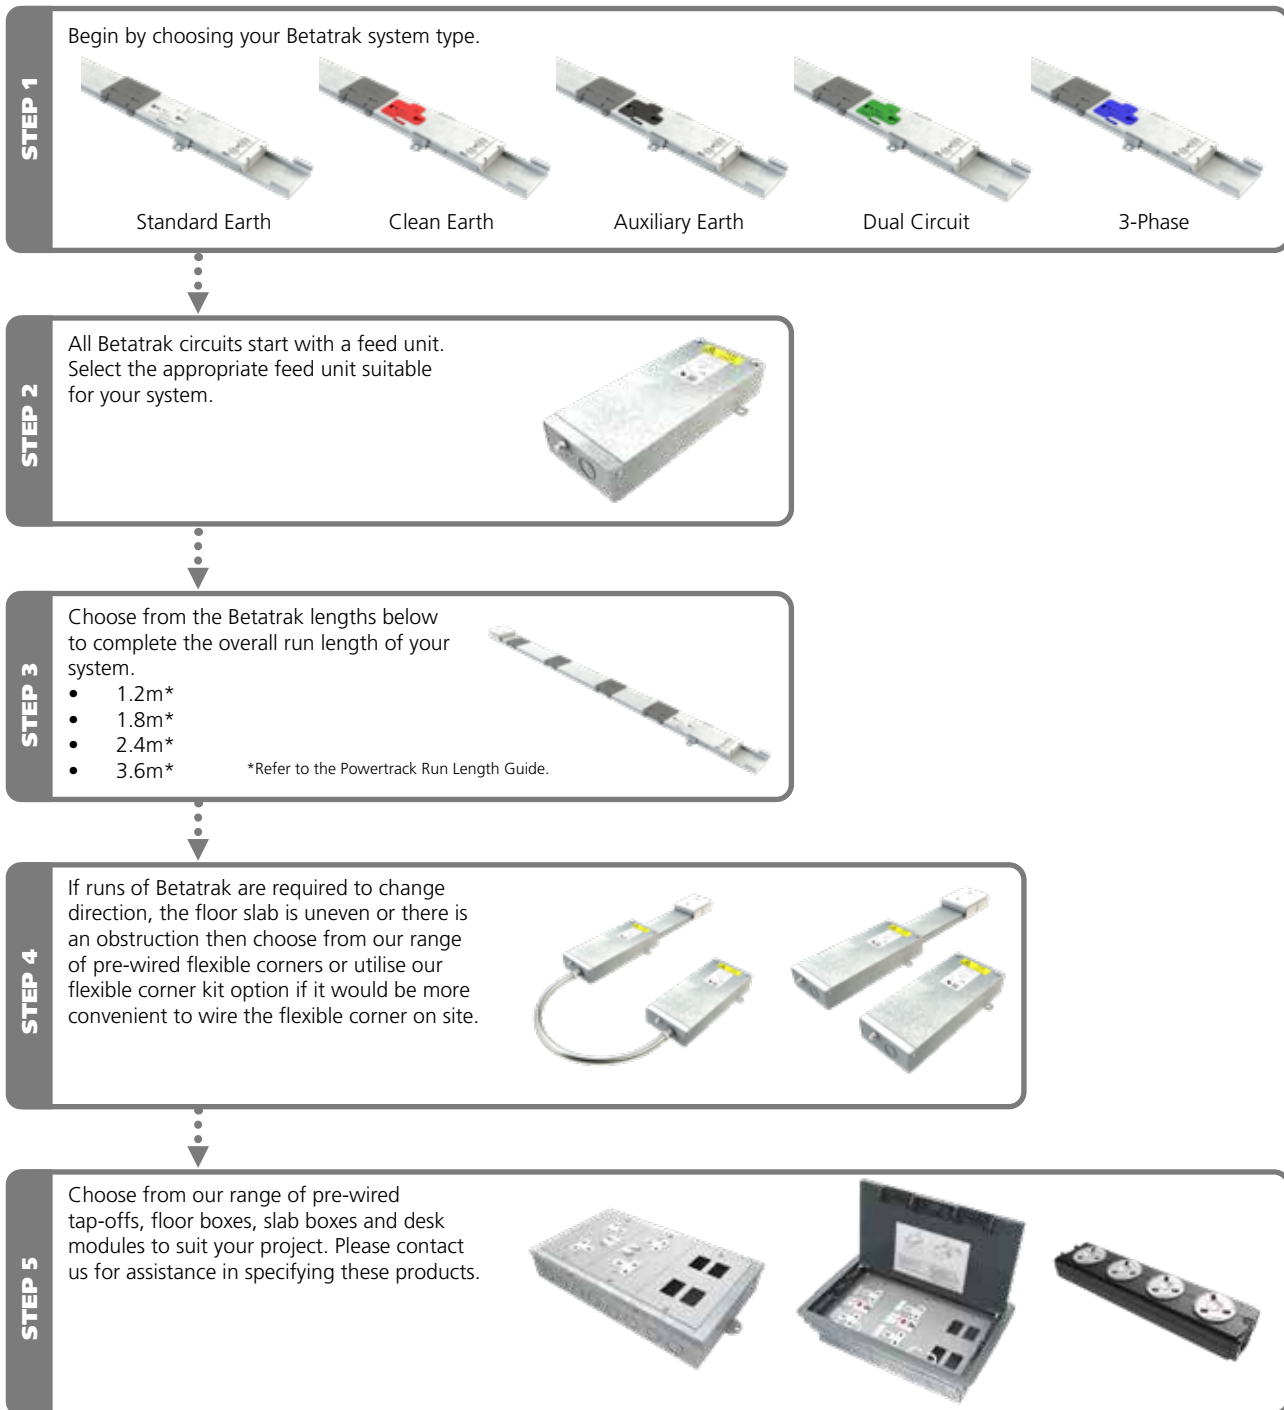 STEP 1
Begin by choosing your Betatrak system type.
Standard Earth
Clean Earth
Auxiliary Earth
Dual Circuit
3-Phase
STEP 2
All Betatrak circuits start with a feed unit.
Select the appropriate feed unit suitable
for your system.
STEP 3
Choose from the Betatrak lengths below
to complete the overall run length of your
system.
• 1.2m*
• 1.8m*
• 2.4m*
• 3.6m*
*Refer to the Powertrack Run Length Guide.
STEP 4
If runs of Betatrak are required to change
direction, the floor slab is uneven or there is
an obstruction then choose from our range
of pre-wired flexible corners or utilise our
flexible corner kit option if it would be more
convenient to wire the flexible corner on site.
STEP 5
Choose from our range of pre-wired
tap-offs, floor boxes, slab boxes and desk
modules to suit your project. Please contact
us for assistance in specifying these products.